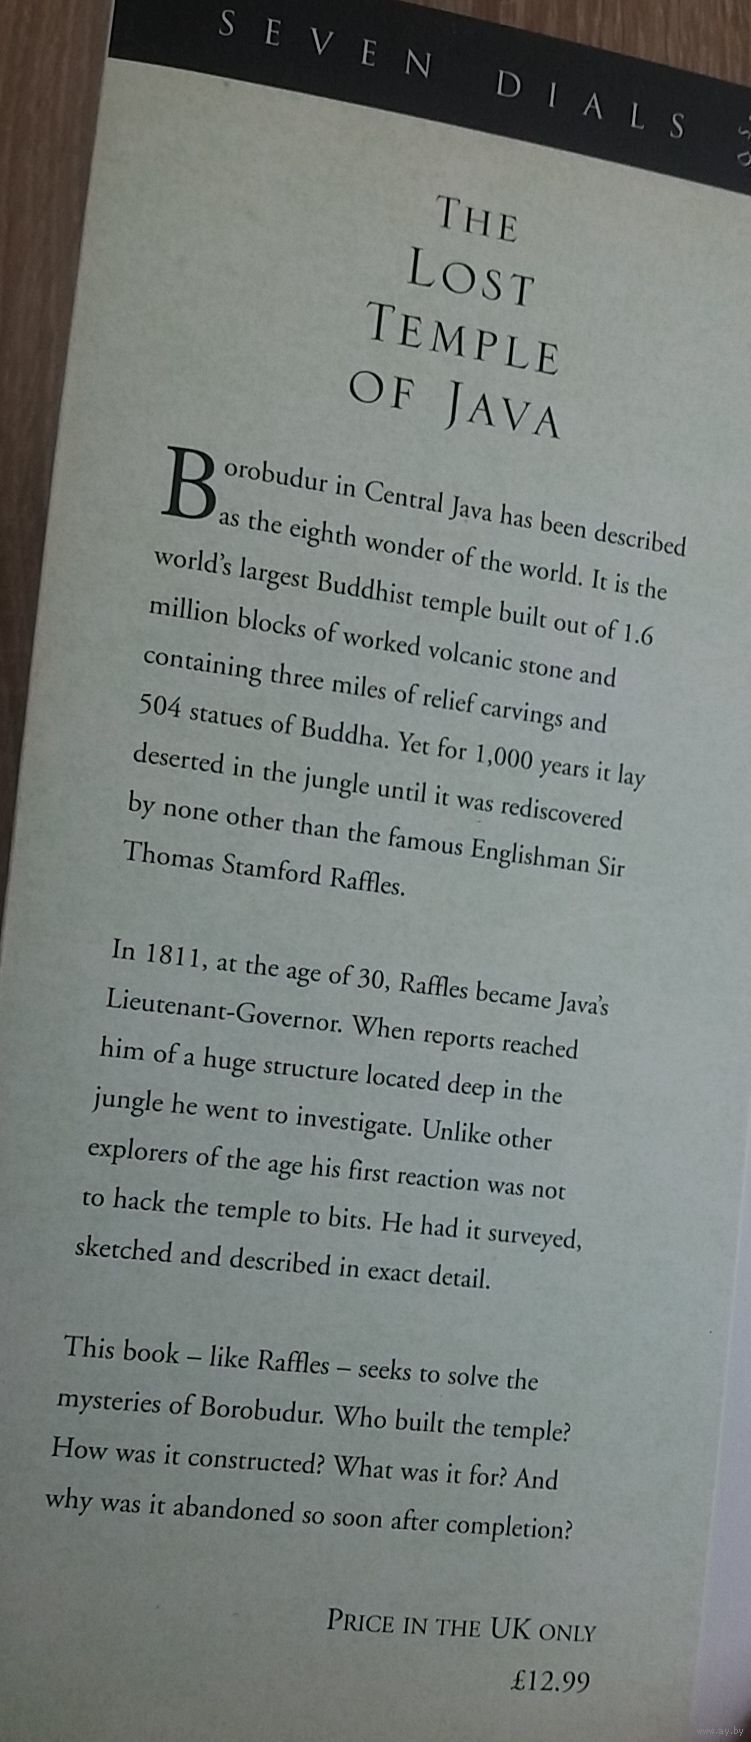 SEVEN DIALS
THE
LOST
TEMPLE
OF JAVA
Borobudur in Central Java has been described
as the eighth wonder of the world. It is the
world's largest Buddhist temple built out of 1.6
million blocks of worked volcanic stone and
containing three miles of relief carvings and
504 statues of Buddha. Yet for 1,000 years it lay
deserted in the jungle until it was rediscovered
by none other than the famous Englishman Sir
Thomas Stamford Raffles.
In 1811, at the age of 30, Raffles became Java's
Lieutenant-Governor. When reports reached
him of a huge structure located deep in the
jungle he went to investigate. Unlike other
explorers of the age his first reaction was not
to hack the temple to bits. He had it surveyed,
sketched and described in exact detail.
This book – like Raffles – seeks to solve the
mysteries of Borobudur. Who built the temple?
How was it constructed? What was it for? And
why was it abandoned so soon after completion?
PRICE IN THE UK ONLY
£12.99
www.ay.by